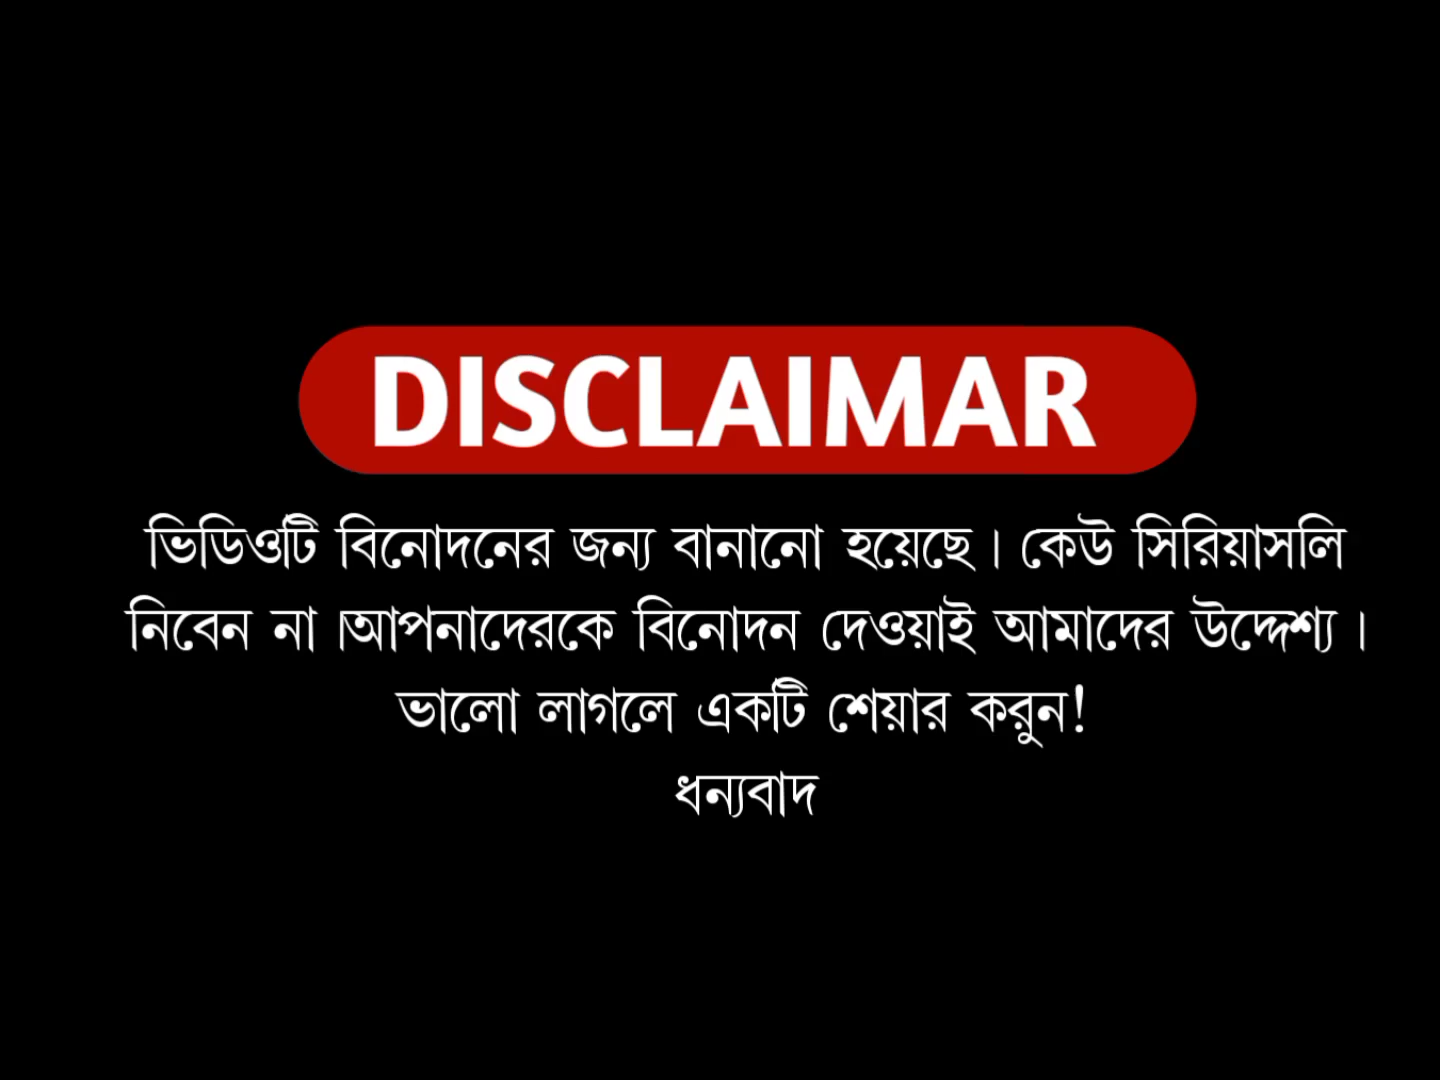 DISCLAIMAR
ভিডিওটি বিনোদনের জন্য বানানো হয়েছে। কেউ সিরিয়াসলি
নিবেন না।আপনাদেরকে বিনোদন দেওয়াই আমাদের উদ্দেশ্য।
ভালো লাগলে একটি শেয়ার করুন!
ধন্যবাদ